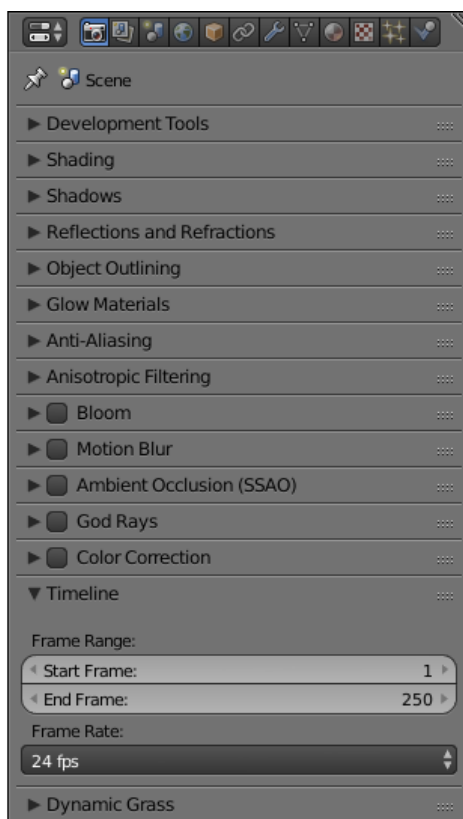 Scene
Development Tools
Shading
Shadows
Reflections and Refractions
Object Outlining
Glow Materials
Anti-Aliasing
Anisotropic Filtering
Bloom
Motion Blur
Ambient Occlusion (SSAO)
God Rays
Color Correction
Timeline
Frame Range:
Start Frame: 1
End Frame: 250
Frame Rate:
24 fps
Dynamic Grass